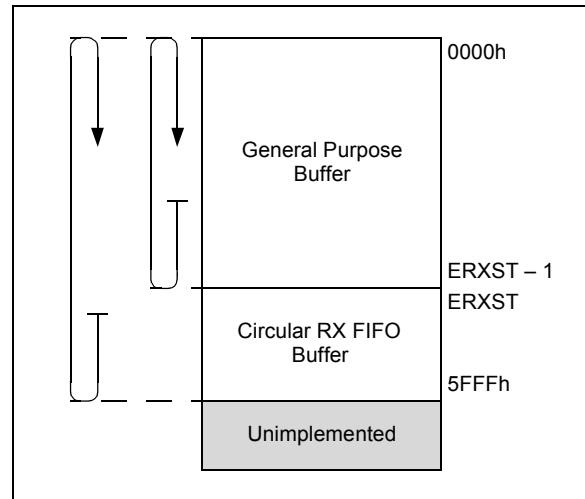 0000h
General Purpose
Buffer
ERXST – 1
ERXST
Circular RX FIFO
Buffer
5FFFh
Unimplemented